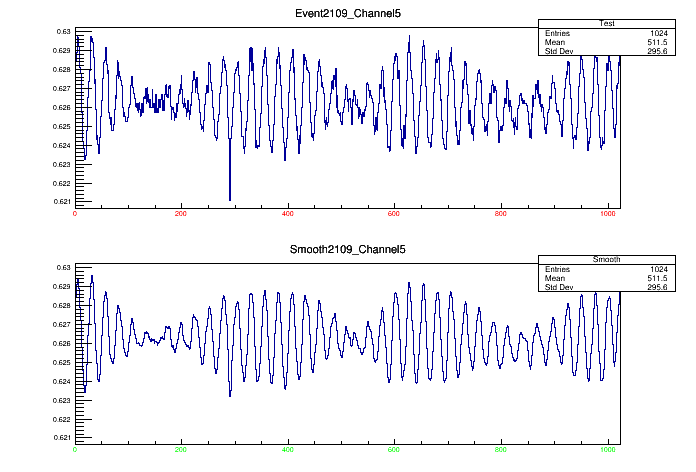 Event2109_Channel5
Test
Entries 1024
Mean 511.5
Std Dev 295.6
0.63
0.629
0.628
0.627
0.626
0.625
0.624
0.623
0.622
0.621
0 200 400 600 800 1000
Smooth2109_Channel5
Smooth
Entries 1024
Mean 511.5
Std Dev 295.6
0.63
0.629
0.628
0.627
0.626
0.625
0.624
0.623
0.622
0.621
0 200 400 600 800 1000